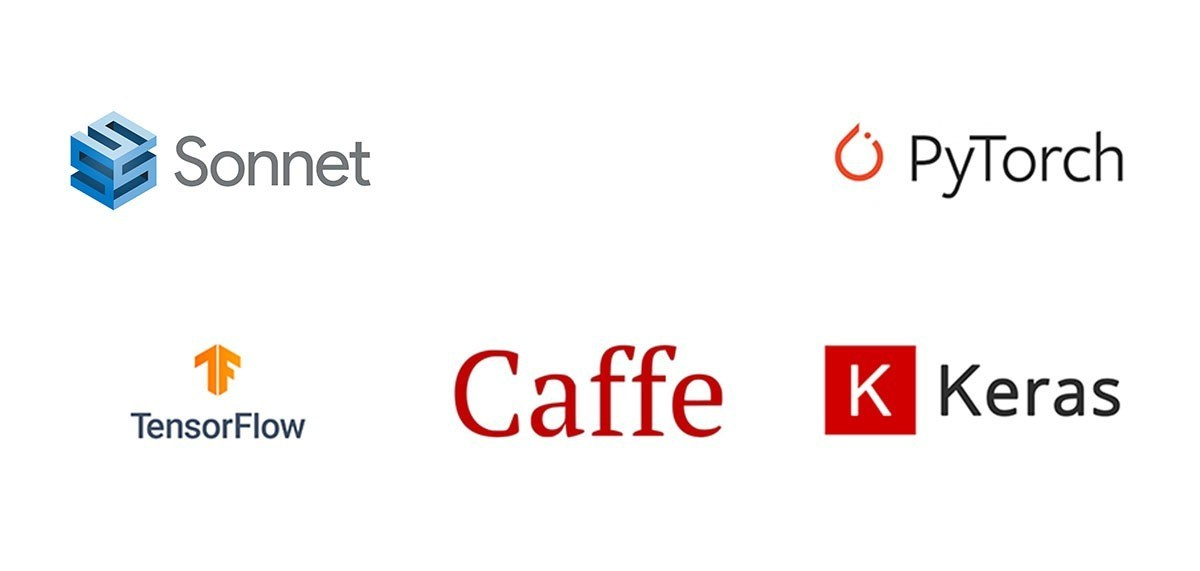 Sonnet
PyTorch
TensorFlow
Caffe
K Keras